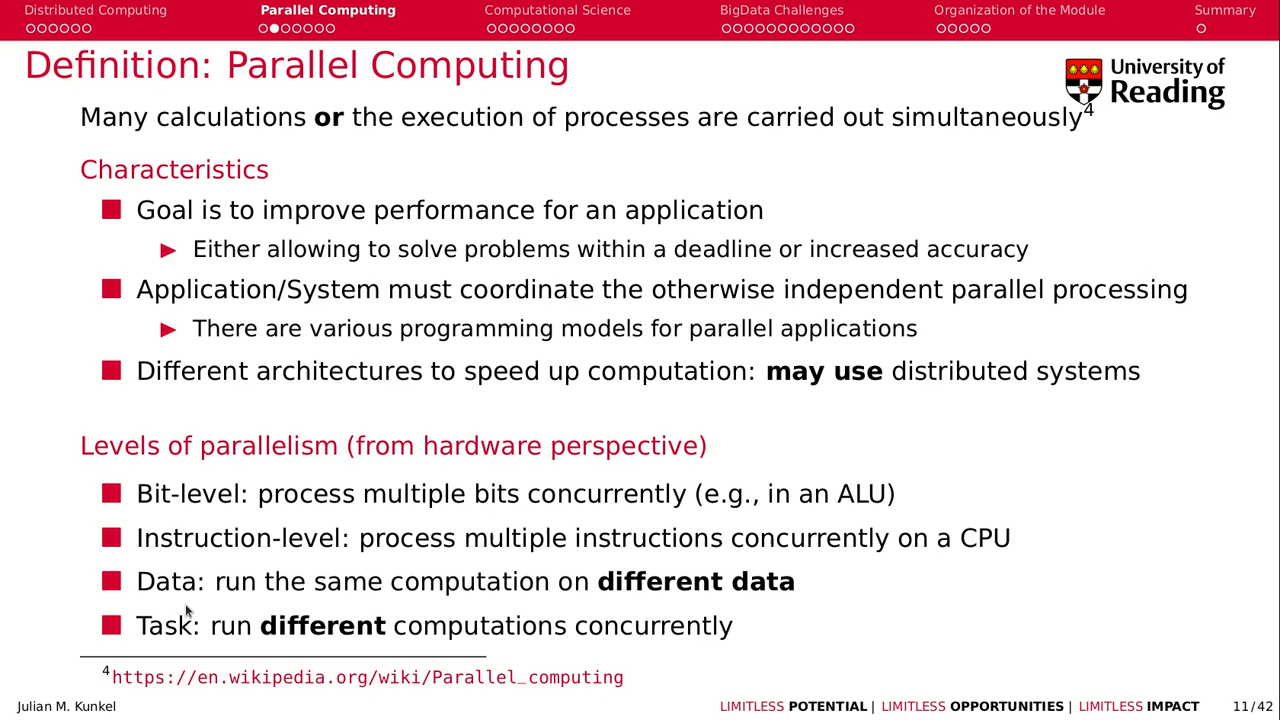 Distributed Computing Parallel Computing Computational Science BigData Challenges Organization of the Module Summary
Definition: Parallel Computing
University of
Reading
Many calculations or the execution of processes are carried out simultaneously4
Characteristics
Goal is to improve performance for an application
Either allowing to solve problems within a deadline or increased accuracy
Application/System must coordinate the otherwise independent parallel processing
There are various programming models for parallel applications
Different architectures to speed up computation: may use distributed systems
Levels of parallelism (from hardware perspective)
Bit-level: process multiple bits concurrently (e.g., in an ALU)
Instruction-level: process multiple instructions concurrently on a CPU
Data: run the same computation on different data
Task: run different computations concurrently
4https://en.wikipedia.org/wiki/Parallel_computing
Julian M. Kunkel LIMITLESS POTENTIAL | LIMITLESS OPPORTUNITIES | LIMITLESS IMPACT 11/42